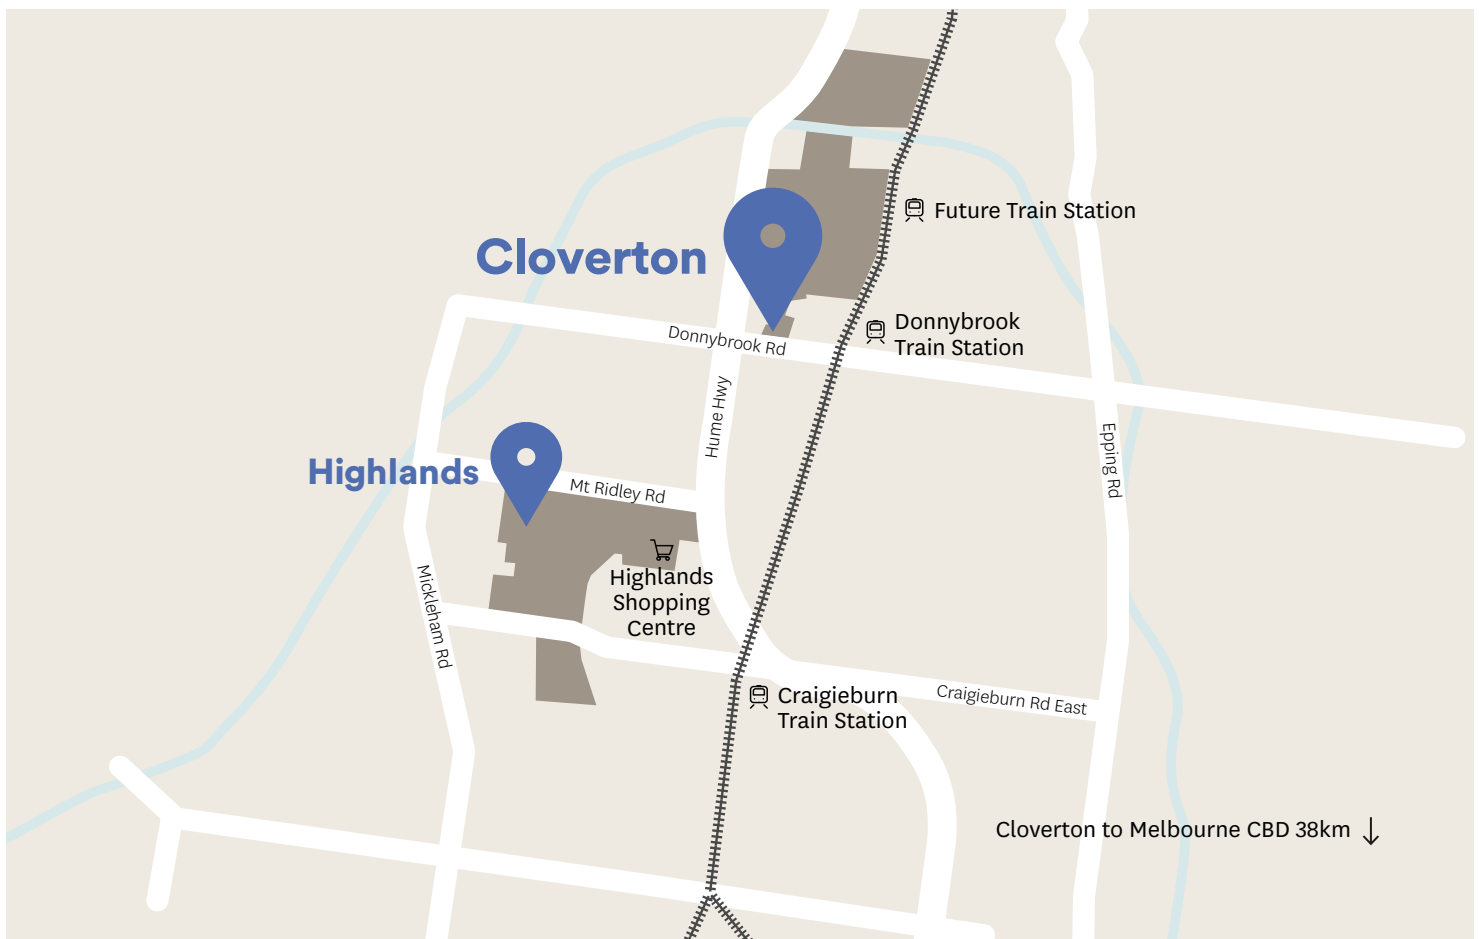 Future Train Station
Cloverton
Donnybrook
Train Station
Donnybrook Rd
Hume Hwy
Epping Rd
Highlands
Mt Ridley Rd
Highlands
Shopping
Centre
Mickleham Rd
Craigieburn
Train Station
Craigieburn Rd East
Cloverton to Melbourne CBD 38km